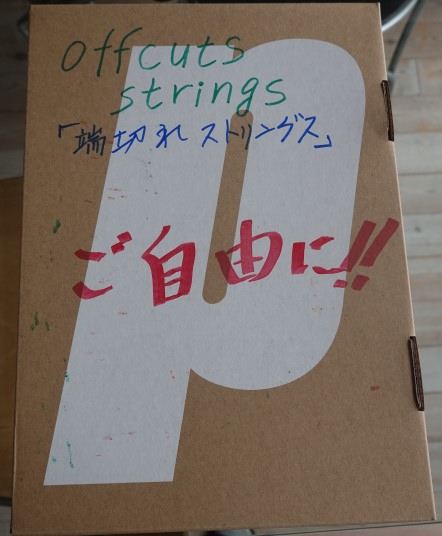 offcuts
strings
「端切れストリングス」
ご自由に!!
μ